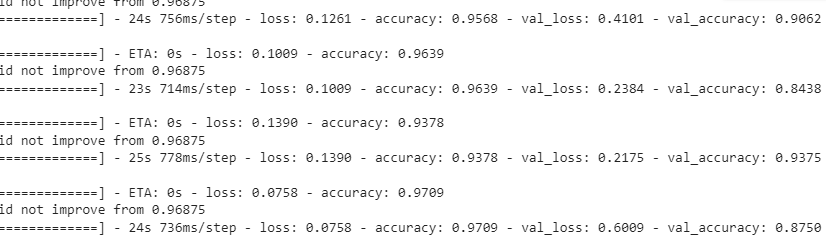 id not improve from 0.96875
=============] - 24s 756ms/step - loss: 0.1261 - accuracy: 0.9568 - val_loss: 0.4101 - val_accuracy: 0.9062
=============] - ETA: 0s - loss: 0.1009 - accuracy: 0.9639
id not improve from 0.96875
=============] - 23s 714ms/step - loss: 0.1009 - accuracy: 0.9639 - val_loss: 0.2384 - val_accuracy: 0.8438
=============] - ETA: 0s - loss: 0.1390 - accuracy: 0.9378
id not improve from 0.96875
=============] - 25s 778ms/step - loss: 0.1390 - accuracy: 0.9378 - val_loss: 0.2175 - val_accuracy: 0.9375
=============] - ETA: 0s - loss: 0.0758 - accuracy: 0.9709
id not improve from 0.96875
=============] - 24s 736ms/step - loss: 0.0758 - accuracy: 0.9709 - val_loss: 0.6009 - val_accuracy: 0.8750